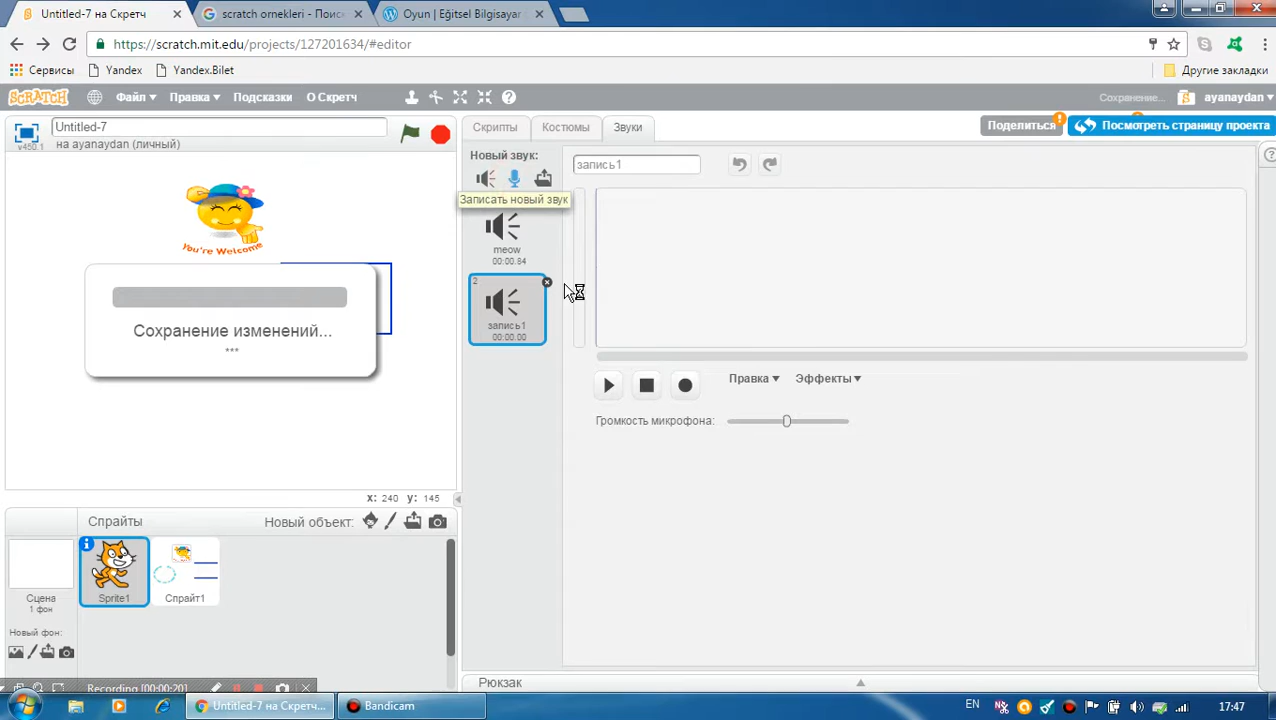 Untitled-7 на Скретч
scratch ornekleri - Поиск
Oyun | Eğitsel Bilgisayar
https://scratch.mit.edu/projects/127201634/#editor
Сервисы
Yandex
Yandex.Bilet
Другие закладки
SCRATCH
Файл
Правка
Подсказки
О Скретч
Сохранение...
ayanaydan
Untitled-7
на ayanaydan (личный)
v450.1
Скрипты
Костюмы
Звуки
Поделиться
Посмотреть страницу проекта
Новый звук:
запись1
Записать новый звук
meow
00:00.84
2
запись1
00:00.00
You're Welcome
Сохранение изменений...
***
Правка
Эффекты
Громкость микрофона:
x: 240 y: 145
Спрайты
Новый объект:
Сцена
1 фон
Новый фон:
Sprite1
Спрайт1
Рюкзак
Recording [00:00:20]
Untitled-7 на Скретч...
Bandicam
EN
17:47